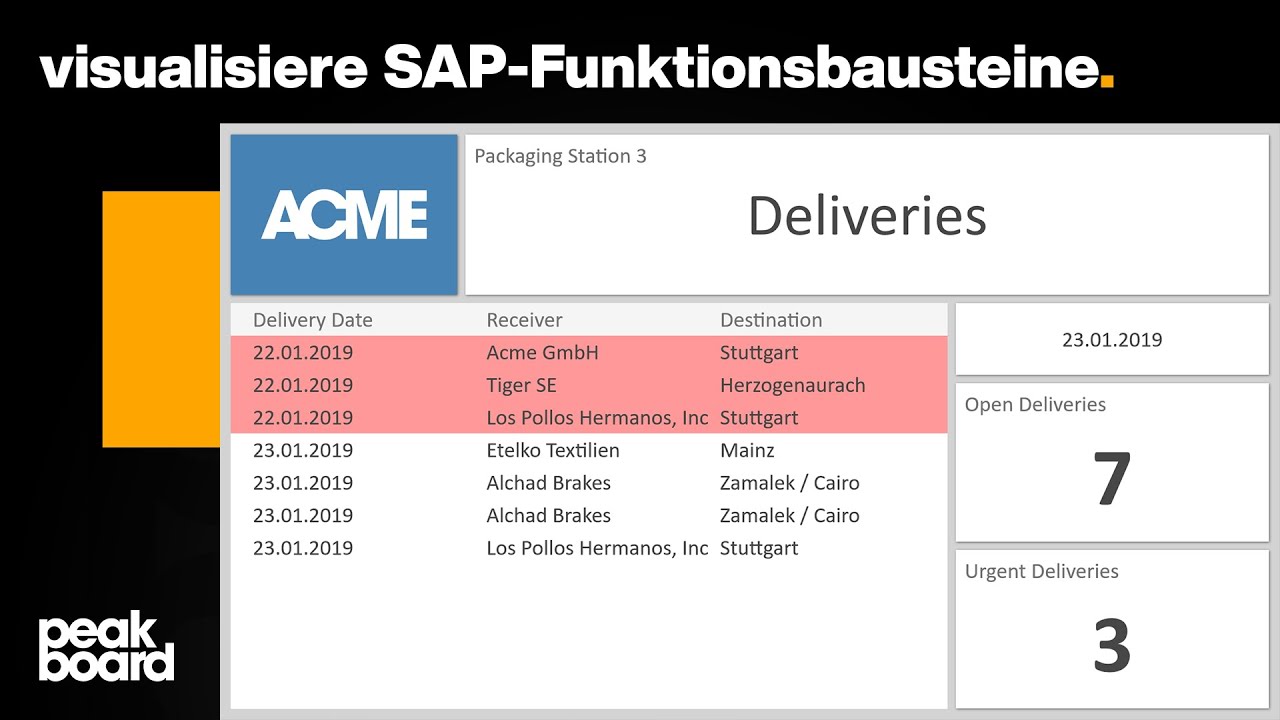 visualisiere SAP-Funktionsbausteine.
ACME
Packaging Station 3
Deliveries
Delivery Date Receiver Destination
22.01.2019 Acme GmbH Stuttgart
22.01.2019 Tiger SE Herzogenaurach
22.01.2019 Los Pollos Hermanos, Inc Stuttgart
23.01.2019 Etelko Textilien Mainz
23.01.2019 Alchad Brakes Zamalek / Cairo
23.01.2019 Alchad Brakes Zamalek / Cairo
23.01.2019 Los Pollos Hermanos, Inc Stuttgart
23.01.2019
Open Deliveries
7
Urgent Deliveries
3
peak
board